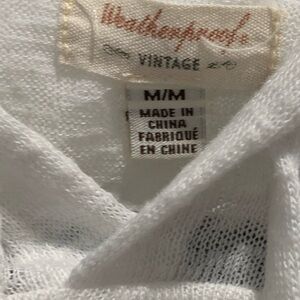 Weatherproof
VINTAGE
M/M
MADE IN
CHINA
FABRIQUÉ
EN CHINE